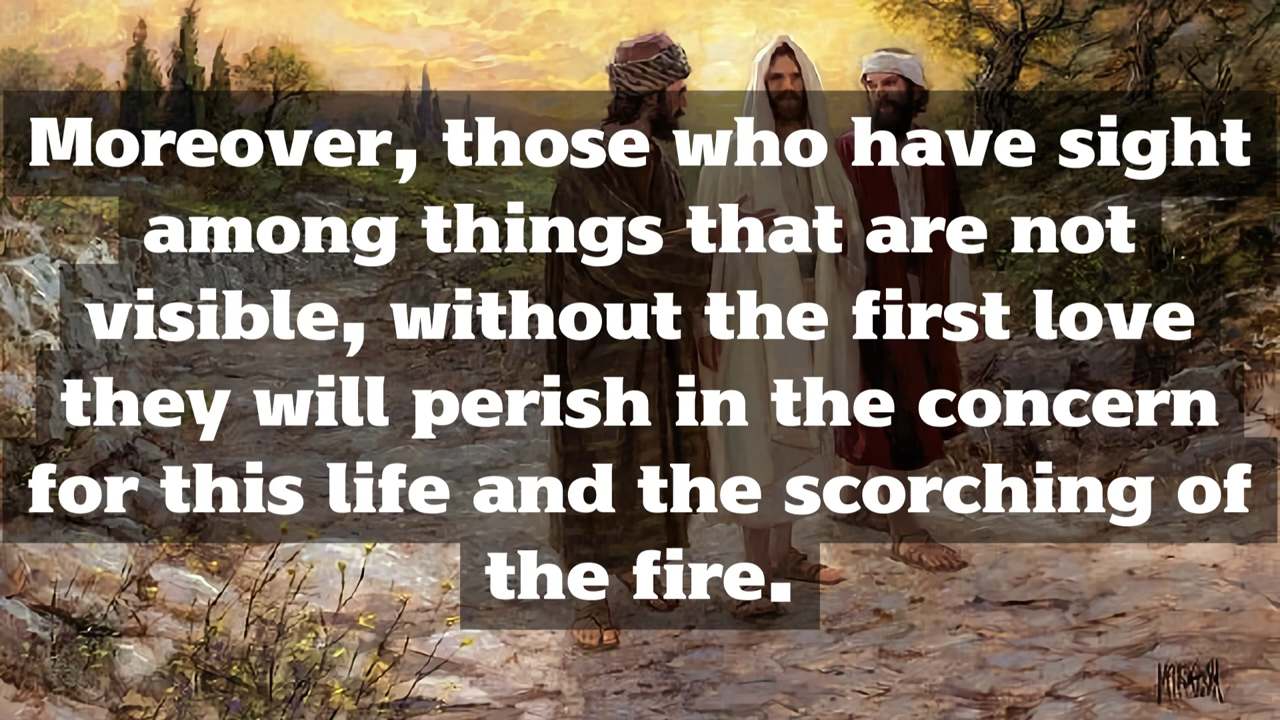 Moreover, those who have sight
among things that are not
visible, without the first love
they will perish in the concern
for this life and the scorching of
the fire.